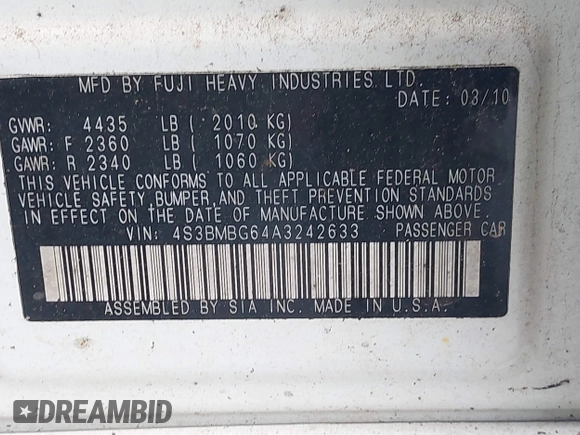 MFD BY FUJI HEAVY INDUSTRIES LTD.
DATE: 03/10
GVWR: 4435 LB ( 2010 KG)
GAWR: F 2360 LB ( 1070 KG)
GAWR: R 2340 LB ( 1060 KG)
THIS VEHICLE CONFORMS TO ALL APPLICABLE FEDERAL MOTOR
VEHICLE SAFETY, BUMPER, AND THEFT PREVENTION STANDARDS
IN EFFECT ON THE DATE OF MANUFACTURE SHOWN ABOVE.
VIN: 4S3BMBG64A3242633 PASSENGER CAR
ASSEMBLED BY SIA INC. MADE IN U.S.A.
DREAMBID